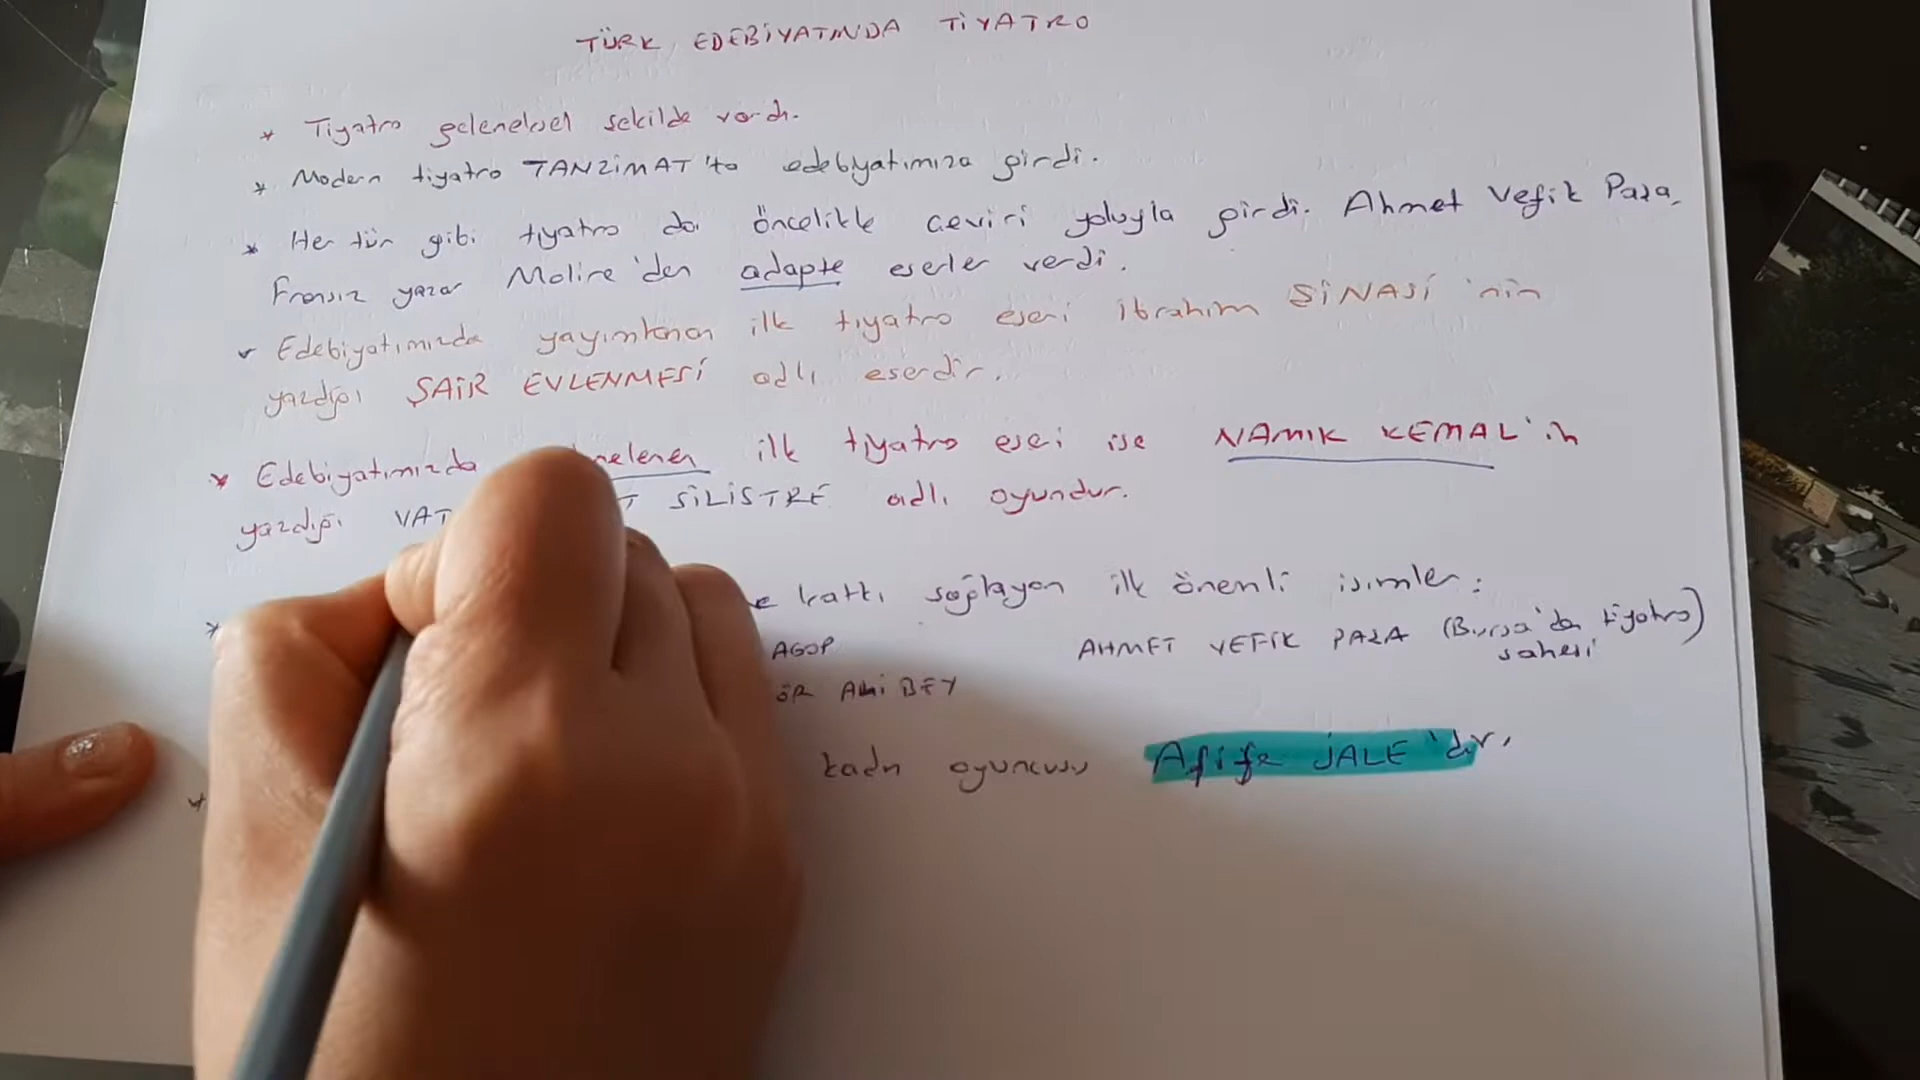 TÜRK EDEBİYATINDA TİYATRO
* Tiyatro geleneksel şekilde vardı.
* Modern tiyatro TANZİMAT'ta edebiyatımıza girdi.
* Her tür gibi tiyatro da öncelikle çeviri yoluyla girdi. Ahmet Vefik Paşa,
Fransız yazar Molire'den adapte eserler verdi.
* Edebiyatımızda yayımlanan ilk tiyatro eseri İbrahim ŞİNASİ'nin
yazdığı ŞAİR EVLENMESİ adlı eserdir.
* Edebiyatımızda nelenen ilk tiyatro eseri ise NAMIK KEMAL'in
yazdığı VAT T SİLİSTRE adlı oyundur.
* e katkı sağlayan ilk önemli isimler:
AGOP AHMET VEFİK PAŞA (Bursa'da tiyatro
sahesi)
ÖR ALİ BEY
* kadın oyuncusu Afife JALE'dir.